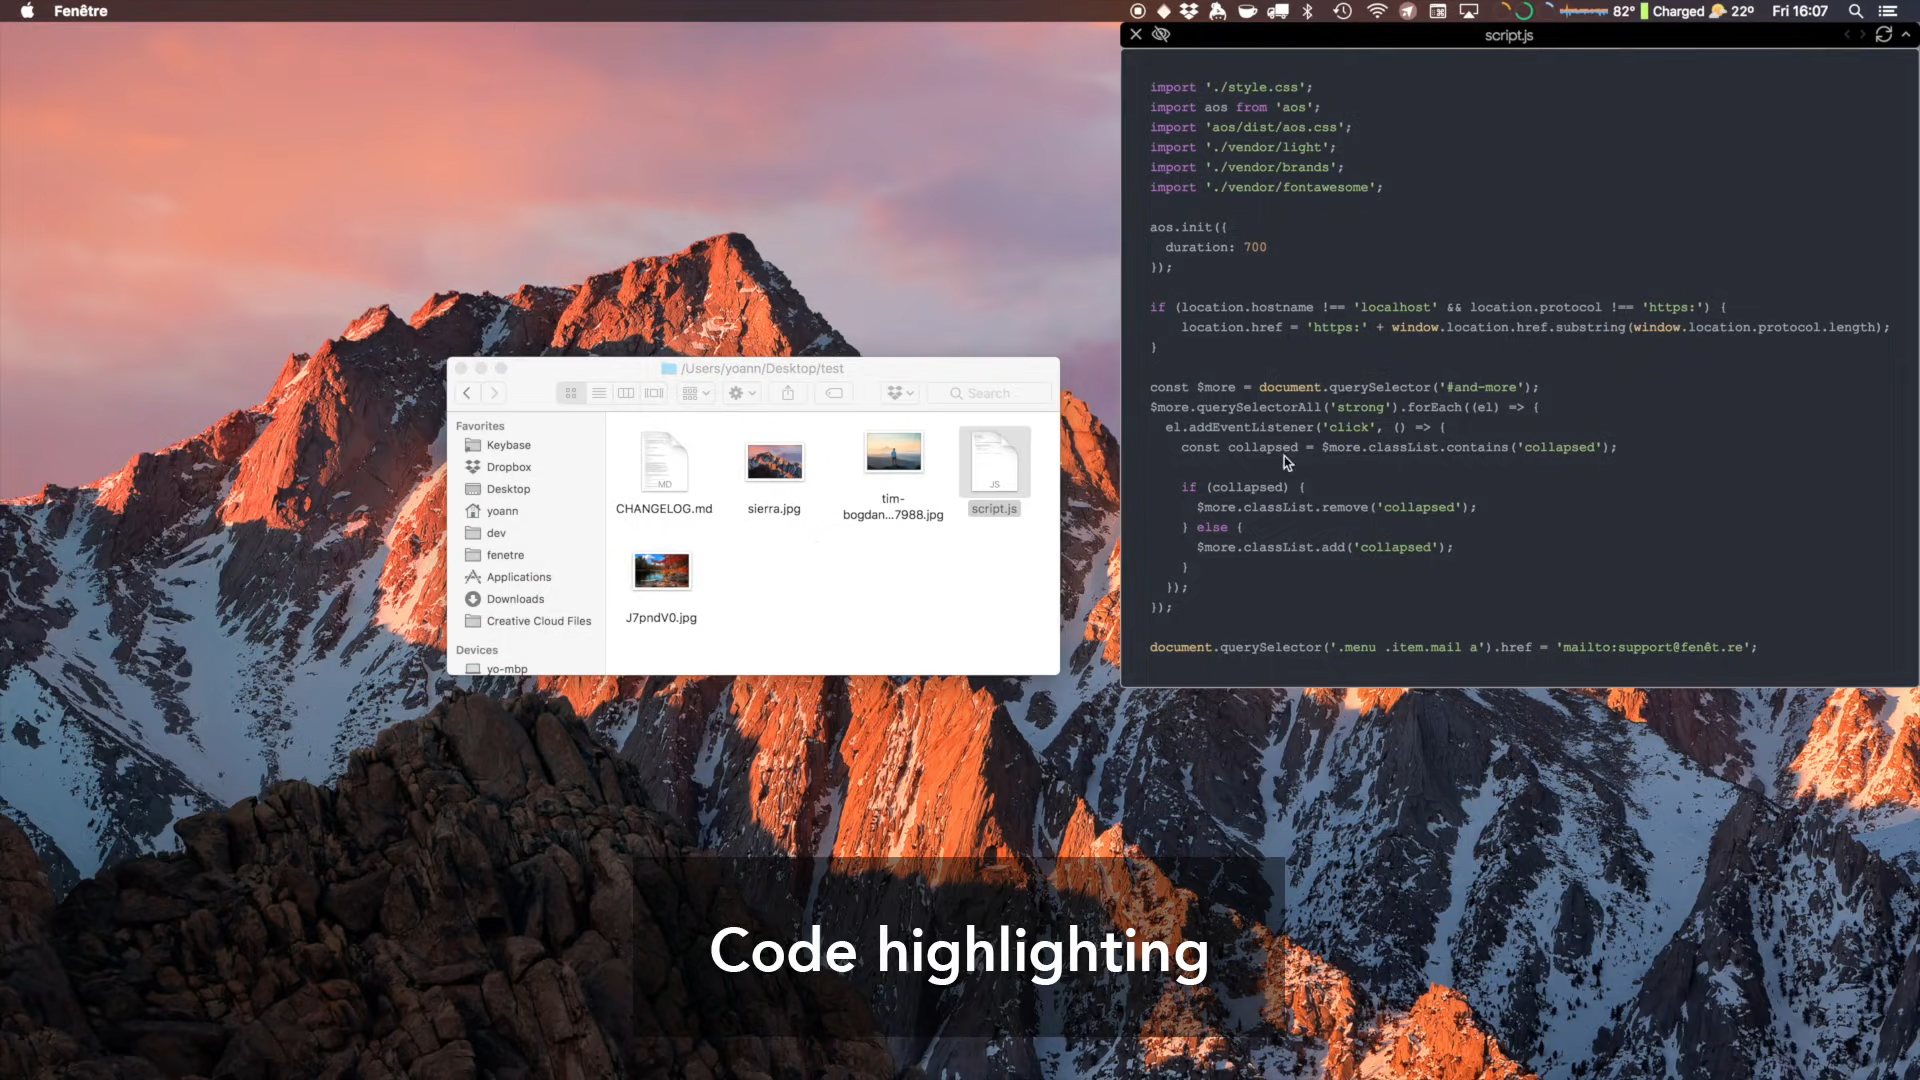 Fenêtre
82° Charged 22° Fri 16:07
script.js
import './style.css';
import aos from 'aos';
import 'aos/dist/aos.css';
import './vendor/light';
import './vendor/brands';
import './vendor/fontawesome';
aos.init({
duration: 700
});
if (location.hostname !== 'localhost' && location.protocol !== 'https:') {
location.href = 'https:' + window.location.href.substring(window.location.protocol.length);
}
const $more = document.querySelector('#and-more');
$more.querySelectorAll('strong').forEach((el) => {
el.addEventListener('click', () => {
const collapsed = $more.classList.contains('collapsed');
if (collapsed) {
$more.classList.remove('collapsed');
} else {
$more.classList.add('collapsed');
}
});
});
document.querySelector('.menu .item.mail a').href = 'mailto:support@fenêt.re';
/Users/yoann/Desktop/test
Search
Favorites
Keybase
Dropbox
Desktop
yoann
dev
fenetre
Applications
Downloads
Creative Cloud Files
Devices
yo-mbp
MD
CHANGELOG.md
sierra.jpg
tim-
bogdan...7988.jpg
JS
script.js
J7pndV0.jpg
Code highlighting